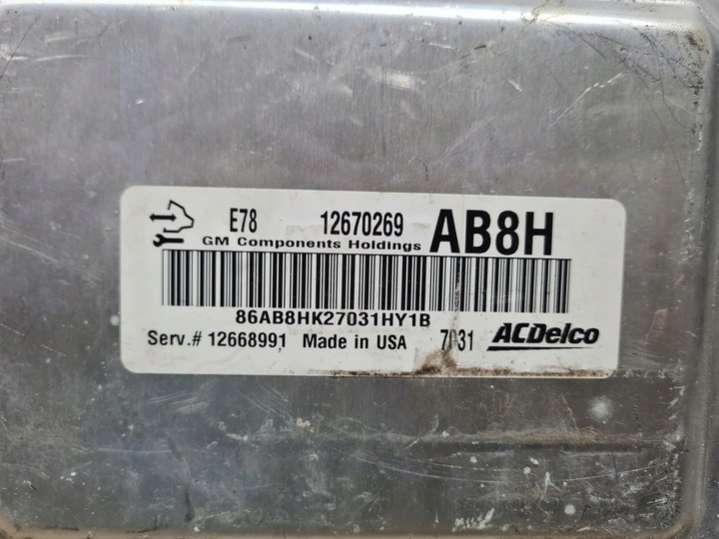 E78 12670269 AB8H
GM Components Holdings
86AB8HK27031HY1B
Serv.# 12668991 Made in USA 7031 ACDelco